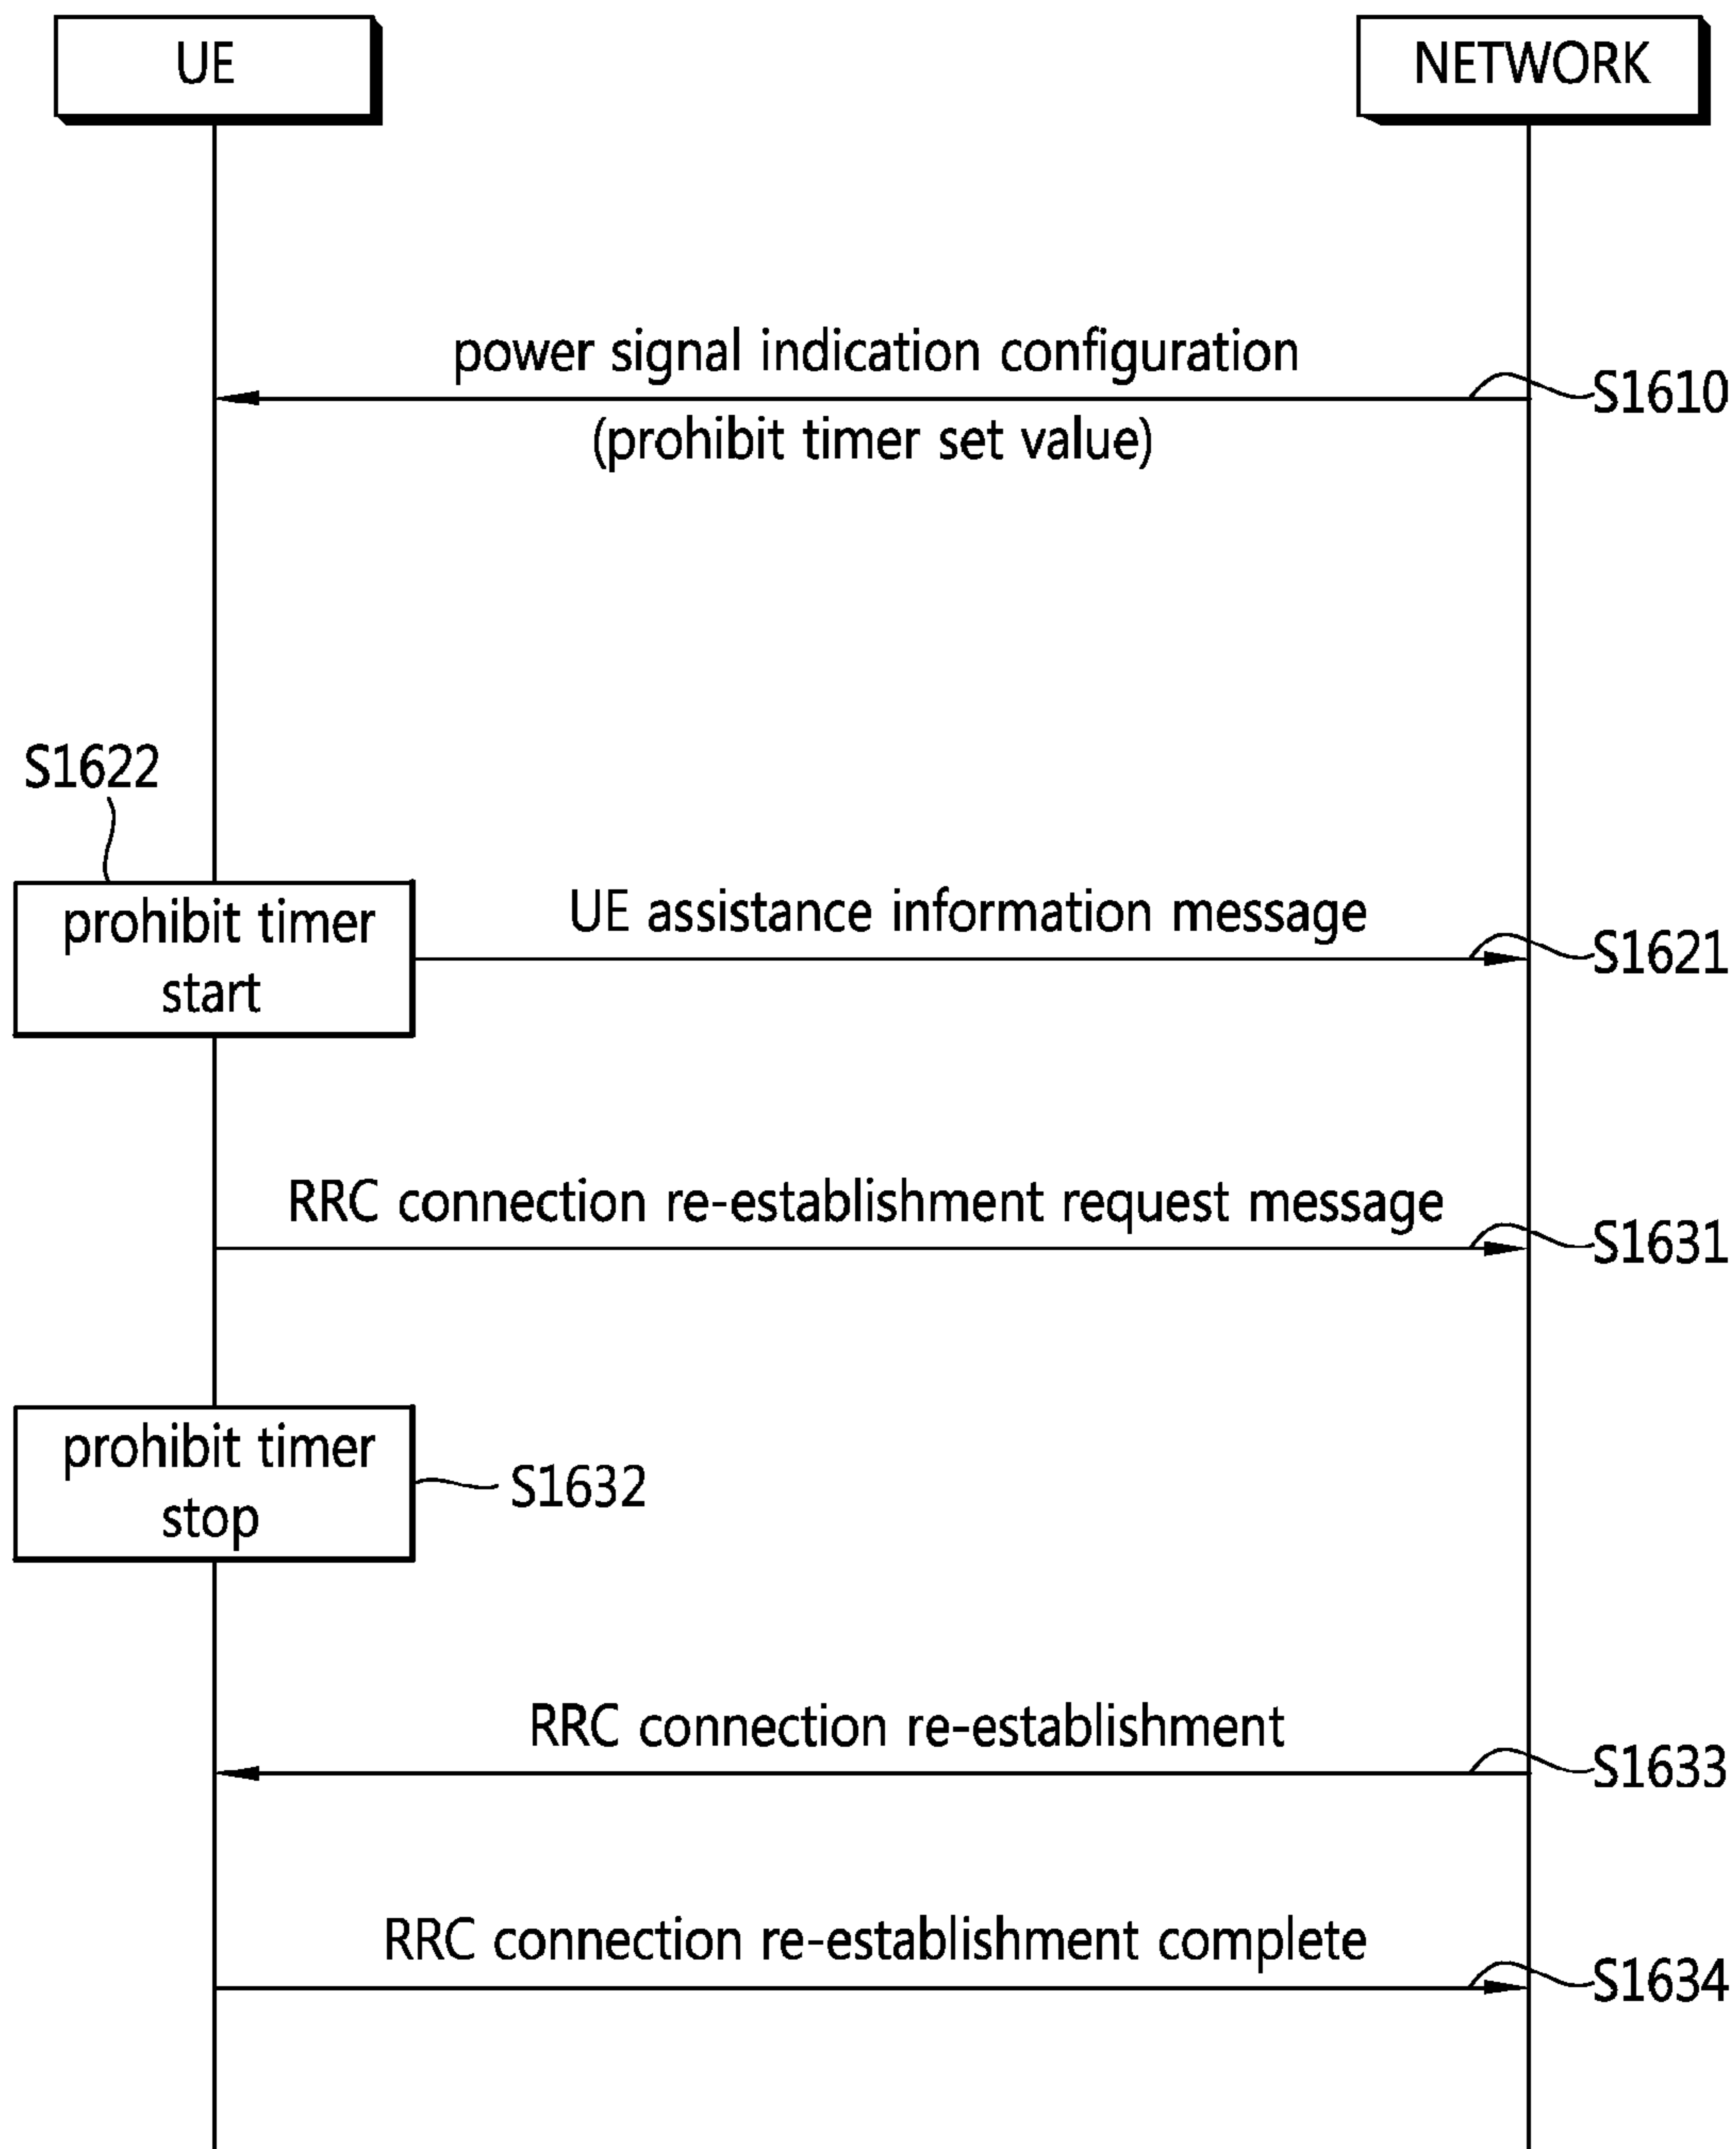 UE
NETWORK
power signal indication configuration
S1610
(prohibit timer set value)
S1622
prohibit timer
start
UE assistance information message
S1621
RRC connection re-establishment request message
S1631
prohibit timer
stop
S1632
RRC connection re-establishment
S1633
RRC connection re-establishment complete
S1634